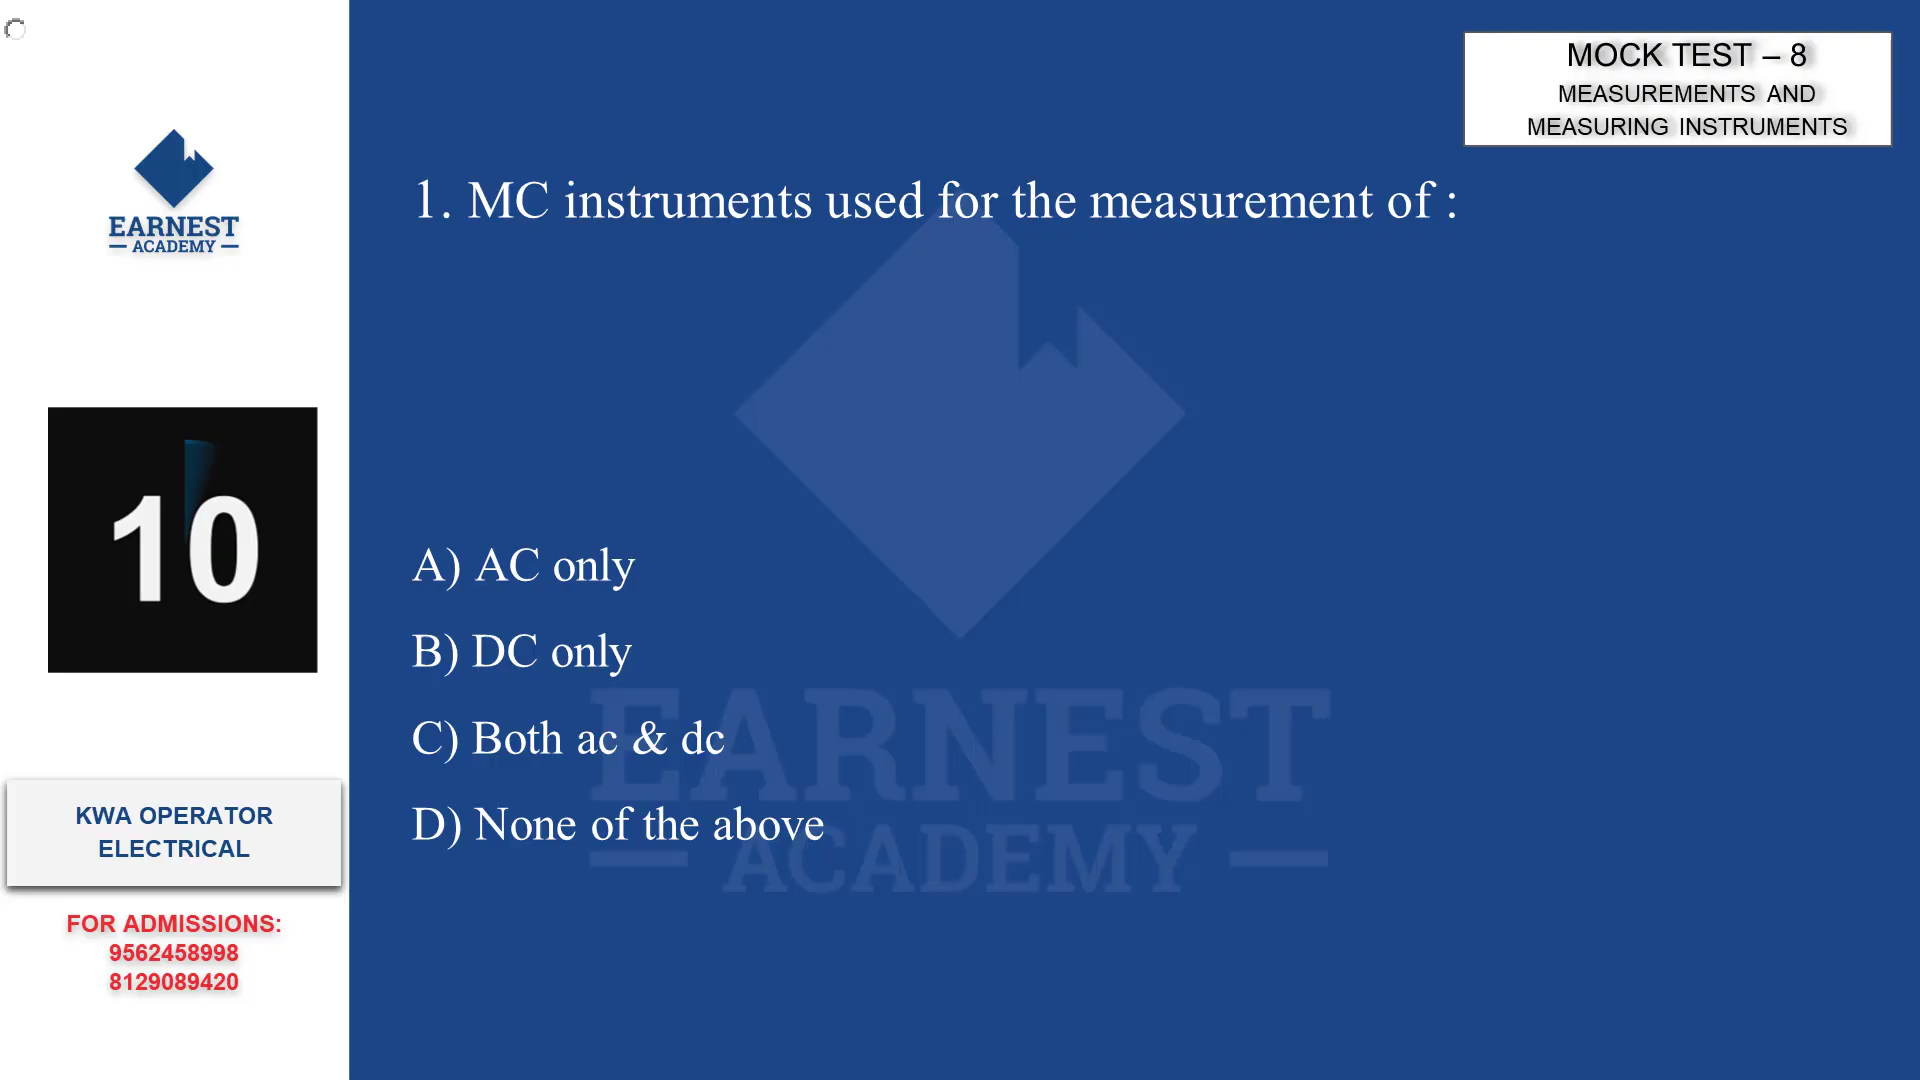 MOCK TEST – 8
MEASUREMENTS AND
MEASURING INSTRUMENTS
EARNEST
ACADEMY
1. MC instruments used for the measurement of :
10
A) AC only
B) DC only
C) Both ac & dc
D) None of the above
EARNEST
ACADEMY
KWA OPERATOR
ELECTRICAL
FOR ADMISSIONS:
9562458998
8129089420